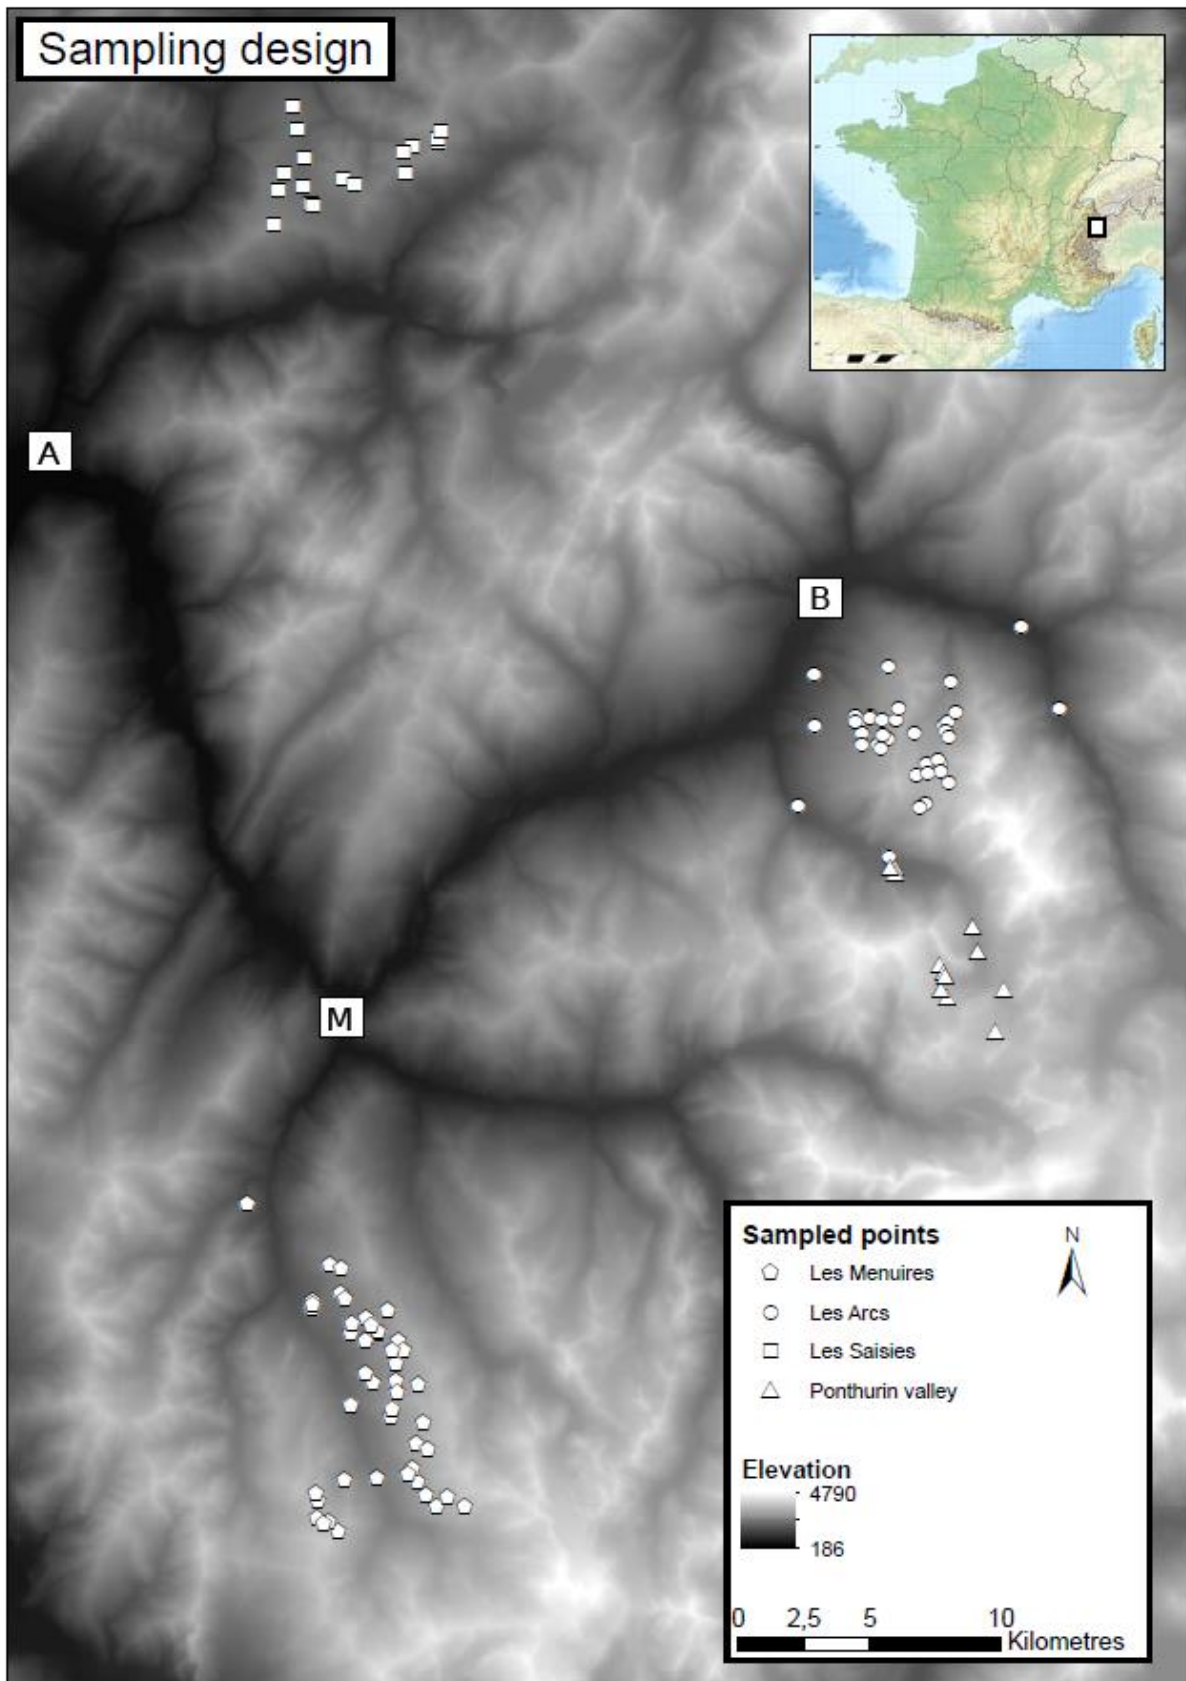 Sampling design
A
B
M
Sampled points
N
Les Menuires
Les Arcs
Les Saisies
Ponthurin valley
Elevation
4790
186
0 2,5 5 10
Kilometres